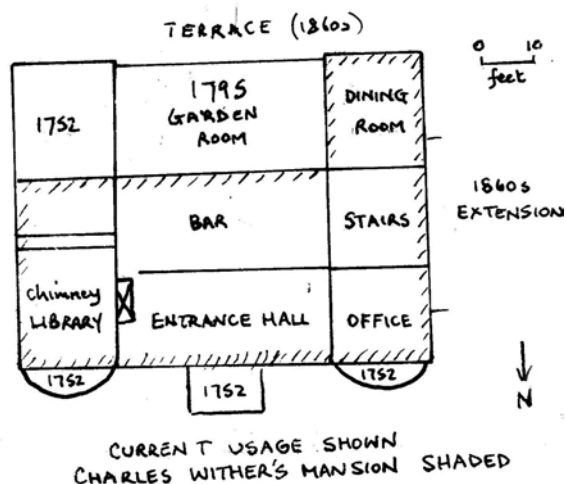 TERRACE (1860s)
0 10
feet
1752
1795
GARDEN
ROOM
DINING
ROOM
1860s
EXTENSION
BAR
STAIRS
Chimney
LIBRARY
ENTRANCE HALL
OFFICE
1752
1752
1752
N
CURRENT USAGE SHOWN
CHARLES WITHER'S MANSION SHADED